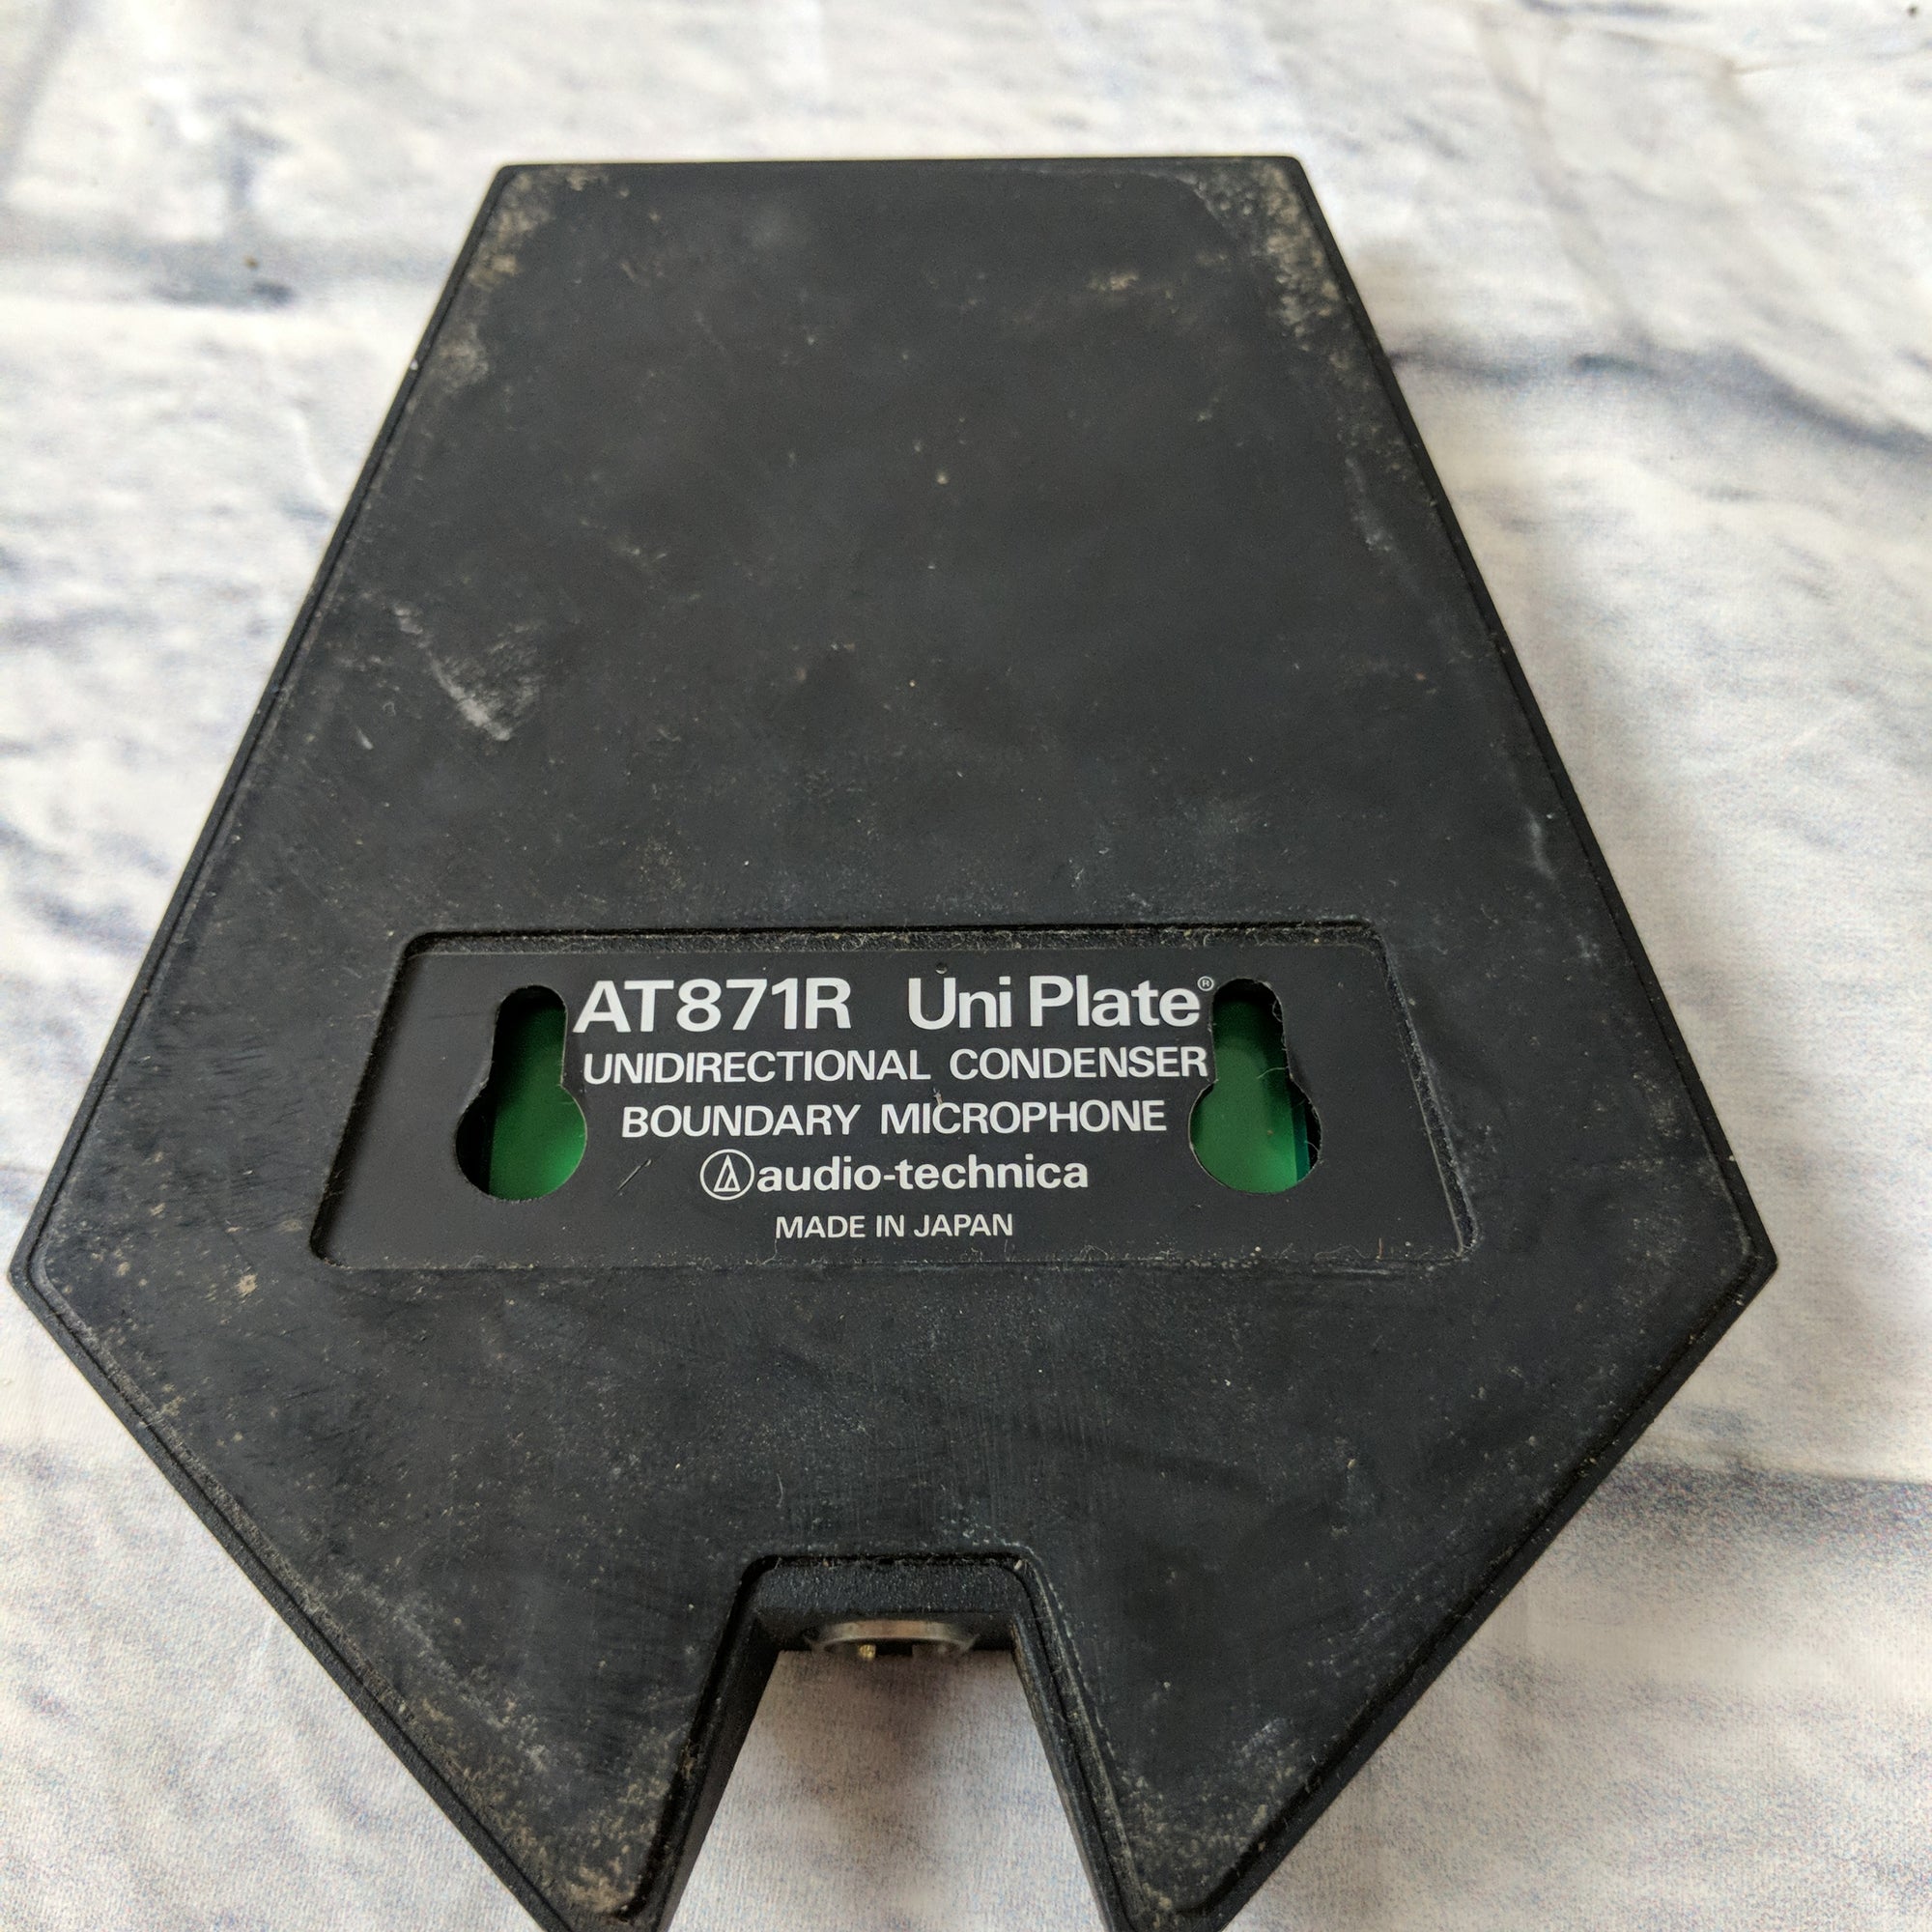 AT871R Uni Plate®
UNIDIRECTIONAL CONDENSER
BOUNDARY MICROPHONE
audio-technica
MADE IN JAPAN